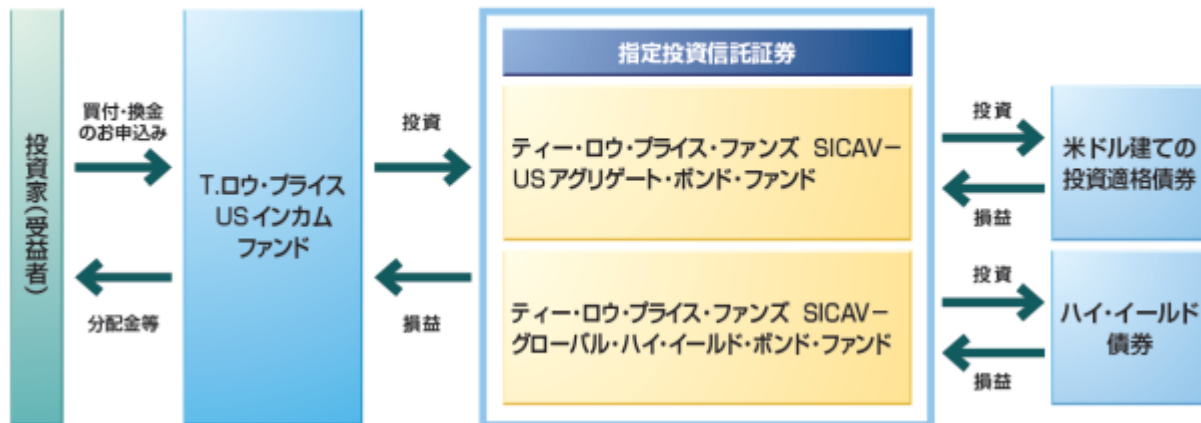 投資家(受益者)
買付・換金
のお申込み
分配金等
T.ロウ・プライス
USインカム
ファンド
投資
損益
指定投資信託証券
ティー・ロウ・プライス・ファンズ SICAV−
USアグリゲート・ボンド・ファンド
ティー・ロウ・プライス・ファンズ SICAV−
グローバル・ハイ・イールド・ボンド・ファンド
投資
損益
米ドル建ての
投資適格債券
投資
損益
ハイ・イールド
債券